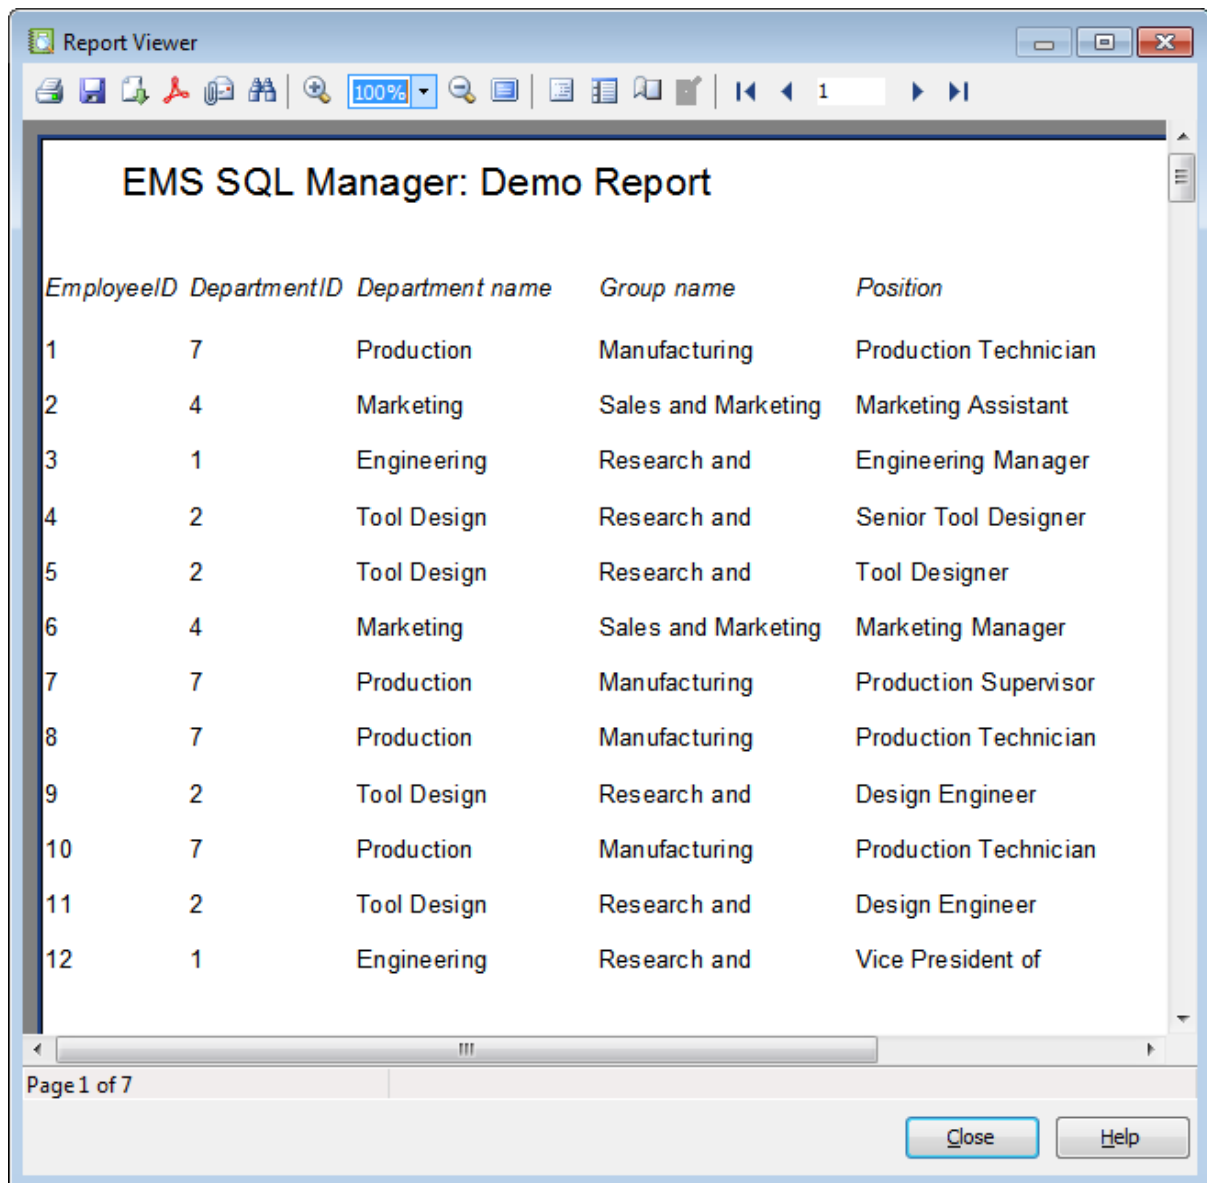 Report Viewer
100% 1
EMS SQL Manager: Demo Report
EmployeeID DepartmentID Department name Group name Position
1 7 Production Manufacturing Production Technician
2 4 Marketing Sales and Marketing Marketing Assistant
3 1 Engineering Research and Engineering Manager
4 2 Tool Design Research and Senior Tool Designer
5 2 Tool Design Research and Tool Designer
6 4 Marketing Sales and Marketing Marketing Manager
7 7 Production Manufacturing Production Supervisor
8 7 Production Manufacturing Production Technician
9 2 Tool Design Research and Design Engineer
10 7 Production Manufacturing Production Technician
11 2 Tool Design Research and Design Engineer
12 1 Engineering Research and Vice President of
Page 1 of 7
Close Help